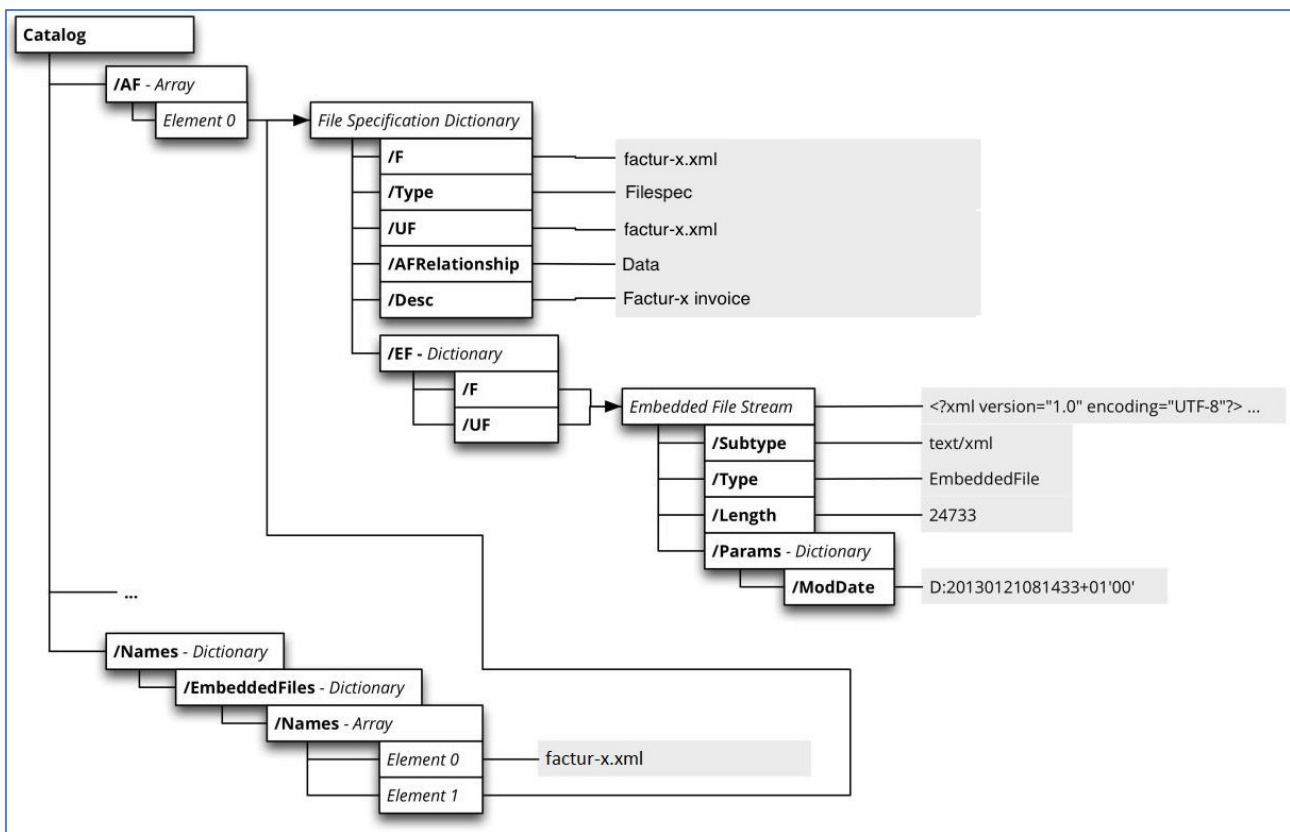 Catalog
/AF - Array
Element 0
File Specification Dictionary
/F factur-x.xml
/Type Filespec
/UF factur-x.xml
/AFRelationship Data
/Desc Factur-x invoice
/EF - Dictionary
/F
/UF
Embedded File Stream <?xml version="1.0" encoding="UTF-8"?> ...
/Subtype text/xml
/Type EmbeddedFile
/Length 24733
/Params - Dictionary
/ModDate D:20130121081433+01'00'
...
/Names - Dictionary
/EmbeddedFiles - Dictionary
/Names - Array
Element 0 factur-x.xml
Element 1